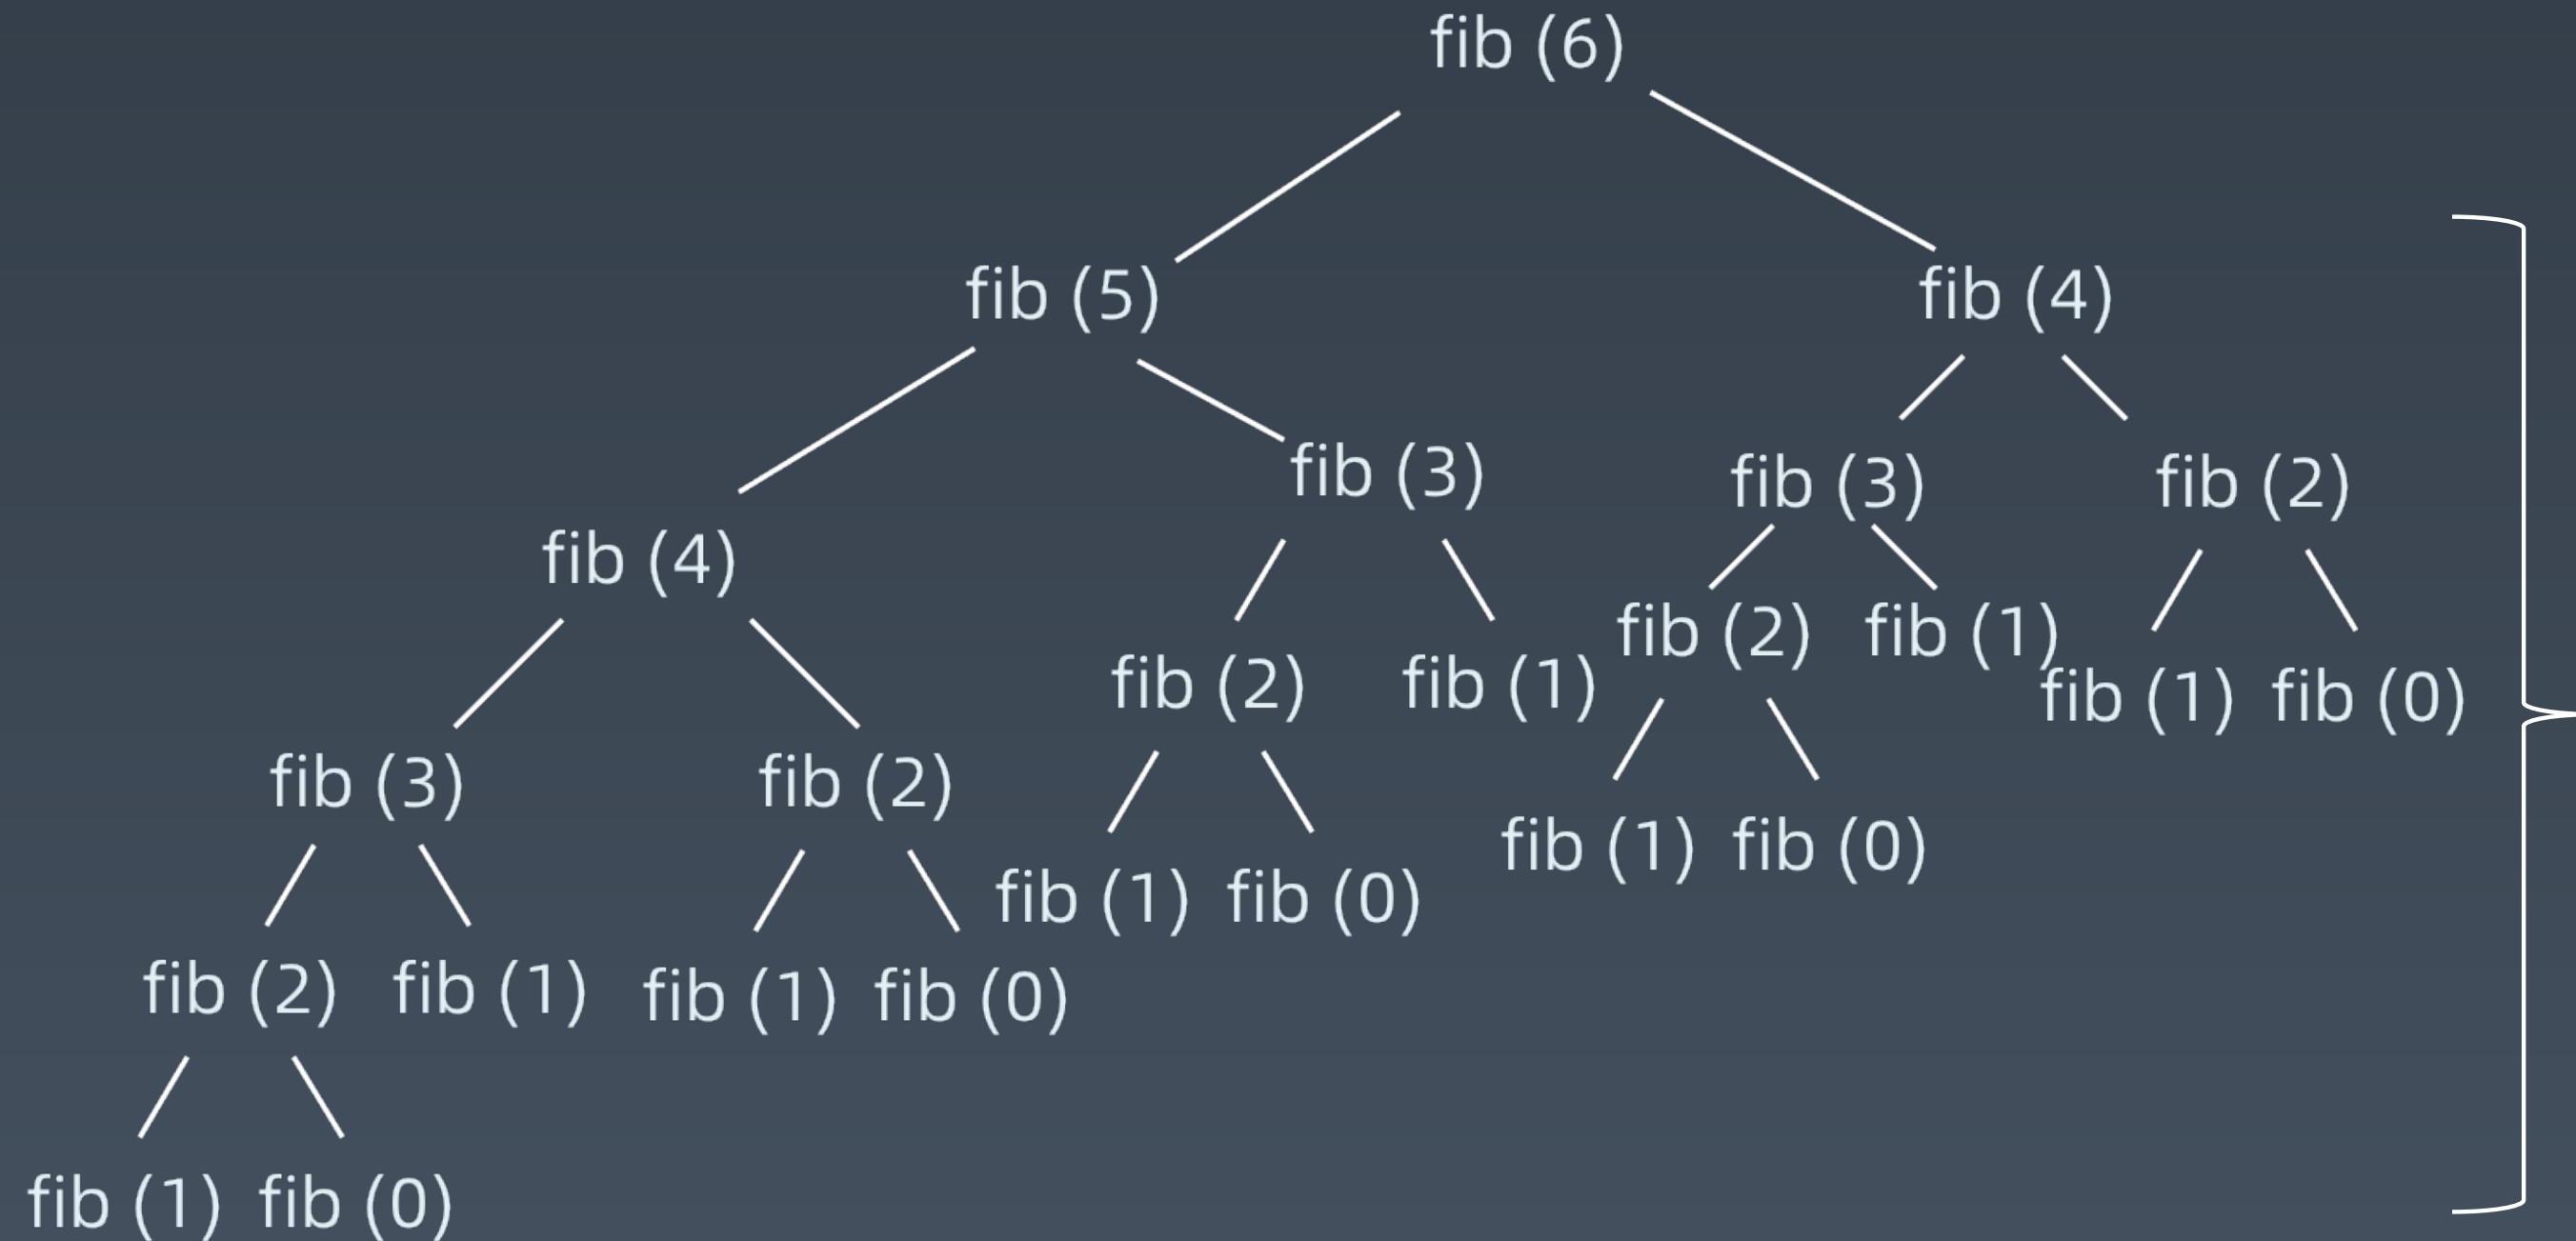 fib (6)
fib (5) fib (4)
fib (3) fib (3) fib (2)
fib (4)
fib (2) fib (1)
fib (2) fib (1) fib (1) fib (0)
fib (3) fib (2)
fib (1) fib (0)
fib (1) fib (0)
fib (2) fib (1) fib (1) fib (0)
fib (1) fib (0)